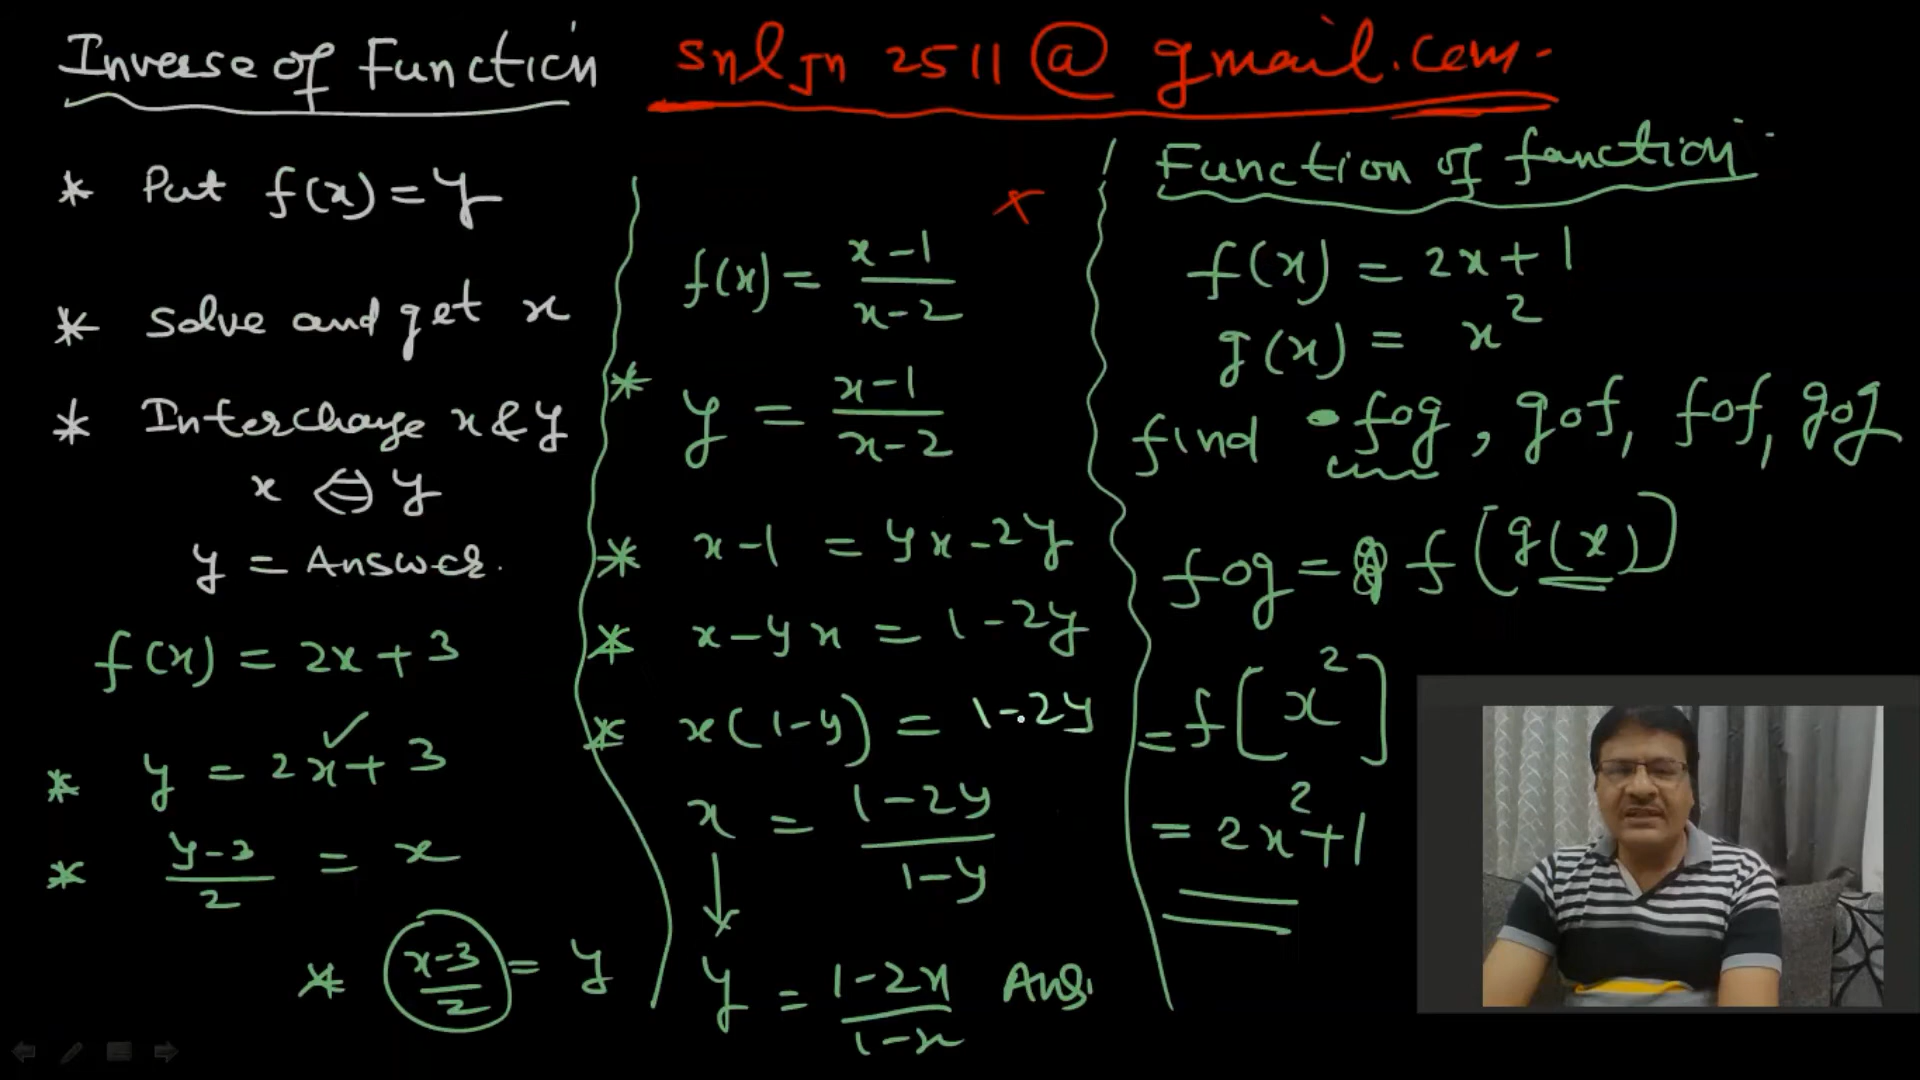 Inverse of Function
snljn2511@gmail.com.
* Put f(x) = y
* Solve and get x
* Interchange x & y
x ⇔ y
y = Answer.
f(x) = 2x + 3
* y = 2x + 3
* y-3/2 = x
* x-3/2 = y
f(x) = x-1/x-2
* y = x-1/x-2
* x-1 = yx-2y
* x-yx = 1-2y
* x(1-y) = 1-2y
x = 1-2y/1-y
y = 1-2x/1-x Ans.
Function of function
f(x) = 2x+1
g(x) = x²
find fog, gof, fof, gog
fog = f(g(x))
= f[x²]
= 2x²+1